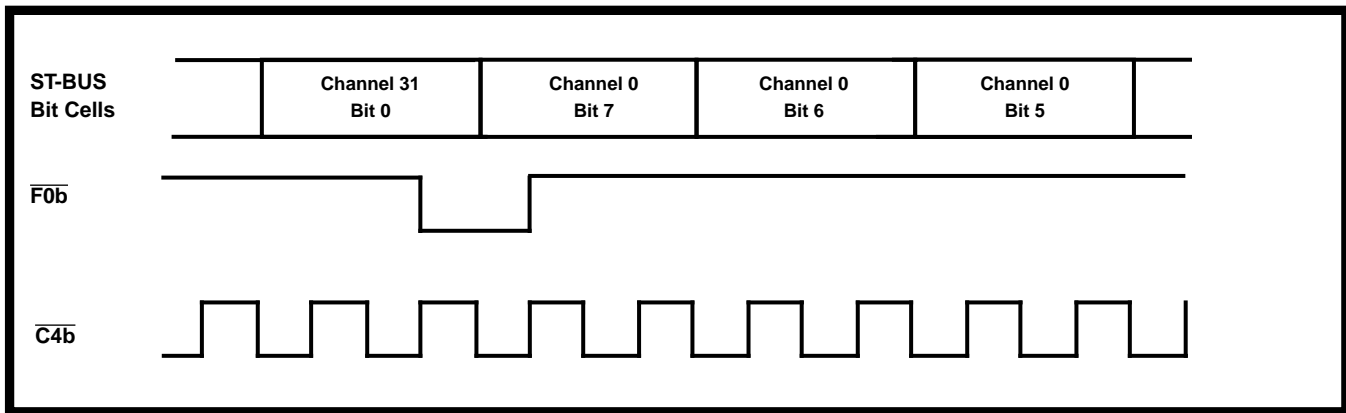 ST-BUS
Bit Cells
Channel 31
Bit 0
Channel 0
Bit 7
Channel 0
Bit 6
Channel 0
Bit 5
F0b
C4b